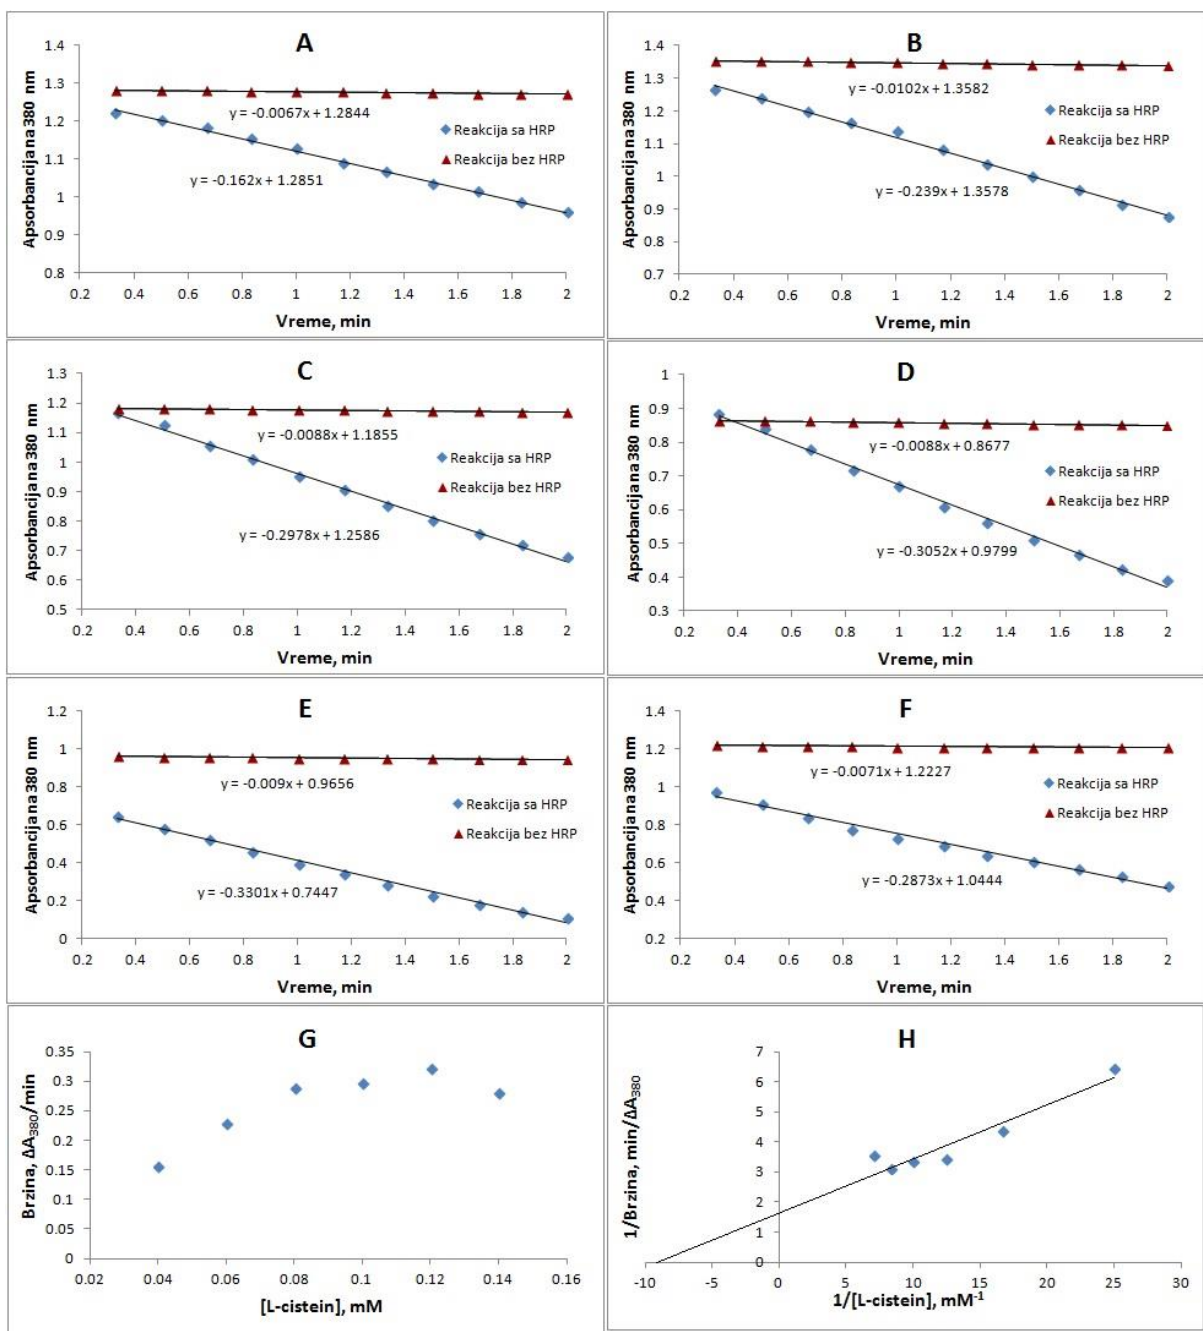 A
Apsorbancija na 380 nm
1.4
1.3
1.2
1.1
1
0.9
0.8
y = -0.0067x + 1.2844
y = -0.162x + 1.2851
Reakcija sa HRP
Reakcija bez HRP
0.2 0.4 0.6 0.8 1 1.2 1.4 1.6 1.8 2
Vreme, min
B
Apsorbancija na 380 nm
1.4
1.3
1.2
1.1
1
0.9
0.8
0.7
y = -0.0102x + 1.3582
y = -0.239x + 1.3578
Reakcija sa HRP
Reakcija bez HRP
0.2 0.4 0.6 0.8 1 1.2 1.4 1.6 1.8 2
Vreme, min
C
Apsorbancija na 380 nm
1.3
1.2
1.1
1
0.9
0.8
0.7
0.6
0.5
y = -0.0088x + 1.1855
y = -0.2978x + 1.2586
Reakcija sa HRP
Reakcija bez HRP
0.2 0.4 0.6 0.8 1 1.2 1.4 1.6 1.8 2
Vreme, min
D
Apsorbancija na 380 nm
1
0.9
0.8
0.7
0.6
0.5
0.4
0.3
y = -0.0088x + 0.8677
y = -0.3052x + 0.9799
Reakcija sa HRP
Reakcija bez HRP
0.2 0.4 0.6 0.8 1 1.2 1.4 1.6 1.8 2
Vreme, min
E
Apsorbancija na 380 nm
1.2
1
0.8
0.6
0.4
0.2
0
y = -0.009x + 0.9656
y = -0.3301x + 0.7447
Reakcija sa HRP
Reakcija bez HRP
0.2 0.4 0.6 0.8 1 1.2 1.4 1.6 1.8 2
Vreme, min
F
Apsorbancija na 380 nm
1.4
1.2
1
0.8
0.6
0.4
0.2
y = -0.0071x + 1.2227
y = -0.2873x + 1.0444
Reakcija sa HRP
Reakcija bez HRP
0.2 0.4 0.6 0.8 1 1.2 1.4 1.6 1.8 2
Vreme, min
G
Brzina, ΔA₃₈₀/min
0.35
0.3
0.25
0.2
0.15
0.1
0.05
0
0.02 0.04 0.06 0.08 0.1 0.12 0.14 0.16
[L-cistein], mM
H
1/Brzina, min/ΔA₃₈₀
7
6
5
4
3
2
1
0
-10 -5 0 5 10 15 20 25 30
1/[L-cistein], mM⁻¹